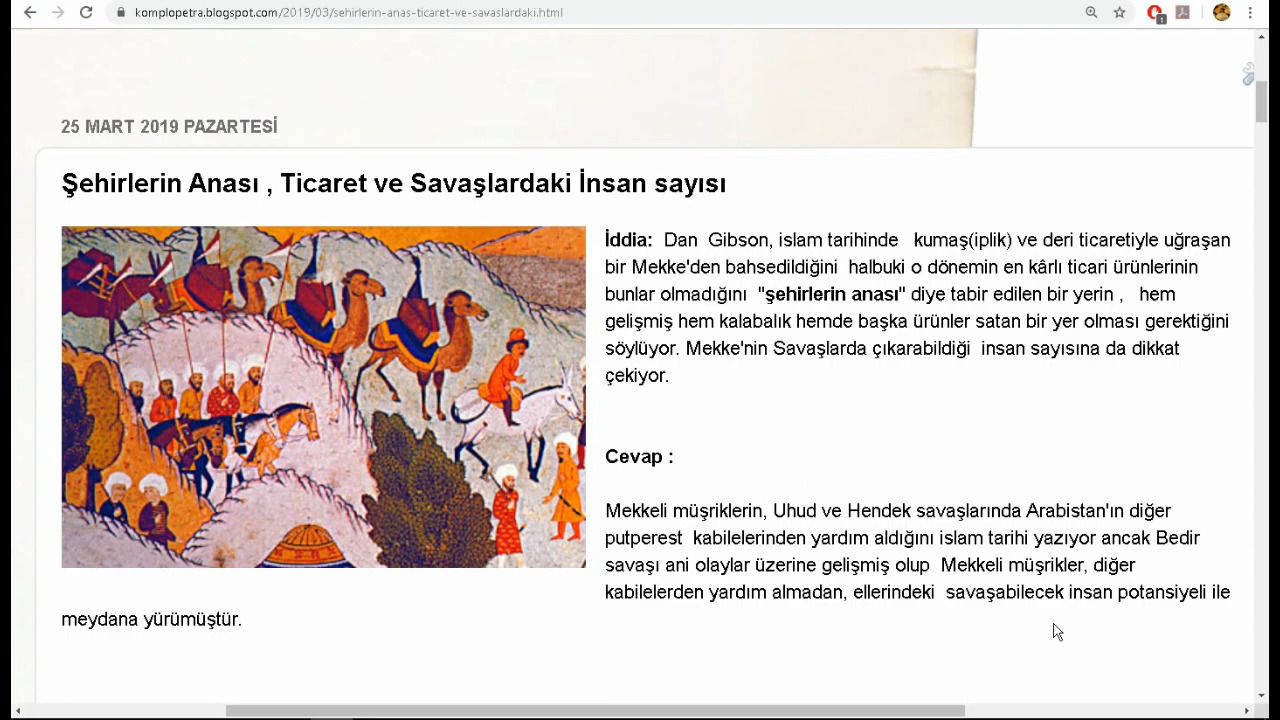 komplopetra.blogspot.com/2019/03/sehirlerin-anas-ticaret-ve-savaslardaki.html
1
25 MART 2019 PAZARTESİ
Şehirlerin Anası , Ticaret ve Savaşlardaki İnsan sayısı
İddia:  Dan  Gibson, islam tarihinde   kumaş(iplik) ve deri ticaretiyle uğraşan
bir Mekke'den bahsedildiğini  halbuki o dönemin en kârlı ticari ürünlerinin
bunlar olmadığını  "şehirlerin anası" diye tabir edilen bir yerin ,   hem
gelişmiş hem kalabalık hemde başka ürünler satan bir yer olması gerektiğini
söylüyor. Mekke'nin Savaşlarda çıkarabildiği  insan sayısına da dikkat
çekiyor.
Cevap :
Mekkeli müşriklerin, Uhud ve Hendek savaşlarında Arabistan'ın diğer
putperest  kabilelerinden yardım aldığını islam tarihi yazıyor ancak Bedir
savaşı ani olaylar üzerine gelişmiş olup  Mekkeli müşrikler, diğer
kabilelerden yardım almadan, ellerindeki  savaşabilecek insan potansiyeli ile
meydana yürümüştür.